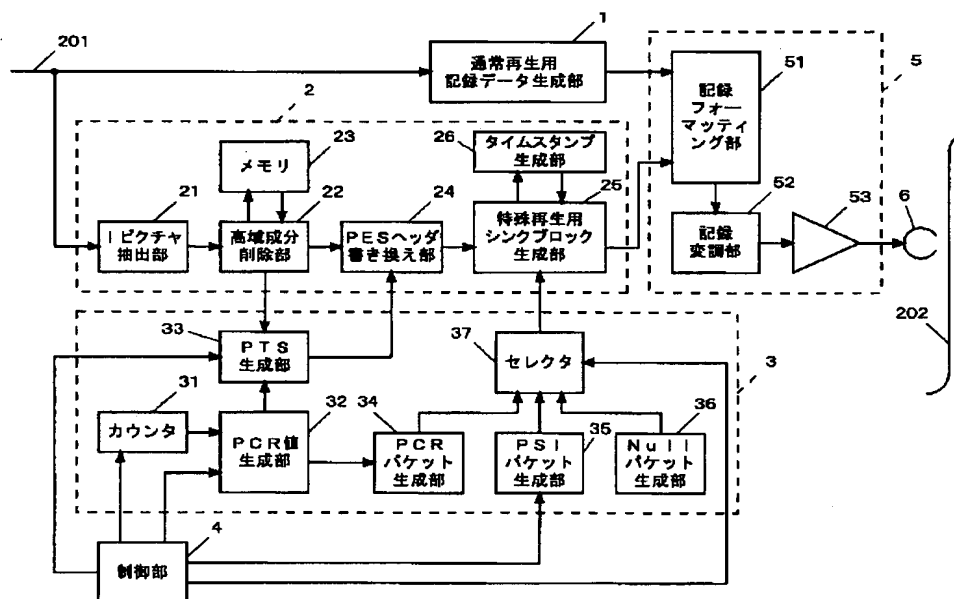 201
1
通常再生用
記録データ生成部
51
5
記録
フォー
マッティ
ング部
2
23
メモリ
26
タイムスタンプ
生成部
25
21
Iピクチャ
抽出部
22
高域成分
削除部
24
PESヘッダ
書き換え部
特殊再生用
シンクブロック
生成部
52
記録
変調部
53
6
202
33
PTS
生成部
37
セレクタ
3
31
カウンタ
32
PCR値
生成部
34
PCR
パケット
生成部
35
PSI
パケット
生成部
36
Null
パケット
生成部
4
制御部